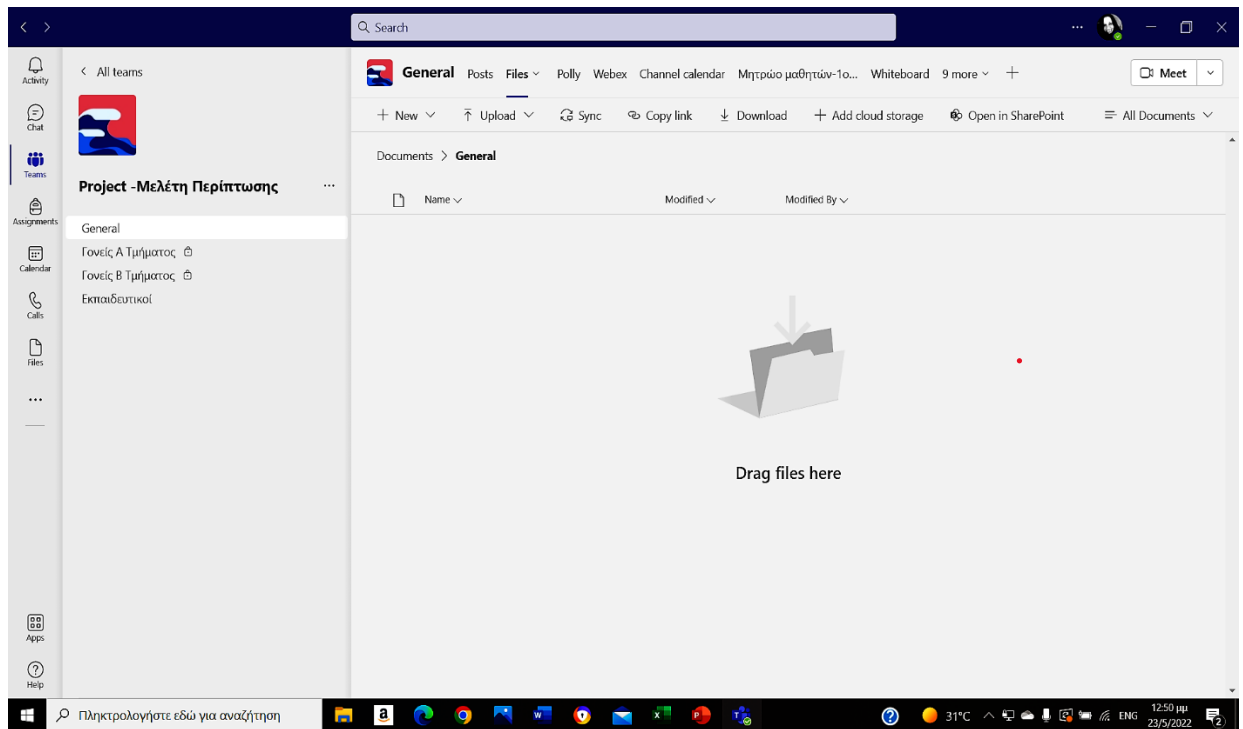 Search
Activity
Chat
Teams
Assignments
Calendar
Calls
Files
Apps
Help
All teams
Project -Μελέτη Περίπτωσης
General
Γονείς Α Τμήματος
Γονείς Β Τμήματος
Εκπαιδευτικοί
General Posts Files Polly Webex Channel calendar Μητρώο μαθητών-1ο... Whiteboard 9 more Meet
New Upload Sync Copy link Download Add cloud storage Open in SharePoint All Documents
Documents > General
Name Modified Modified By
Drag files here
Πληκτρολογήστε εδώ για αναζήτηση
31°C ENG
12:50 μμ
23/5/2022
2